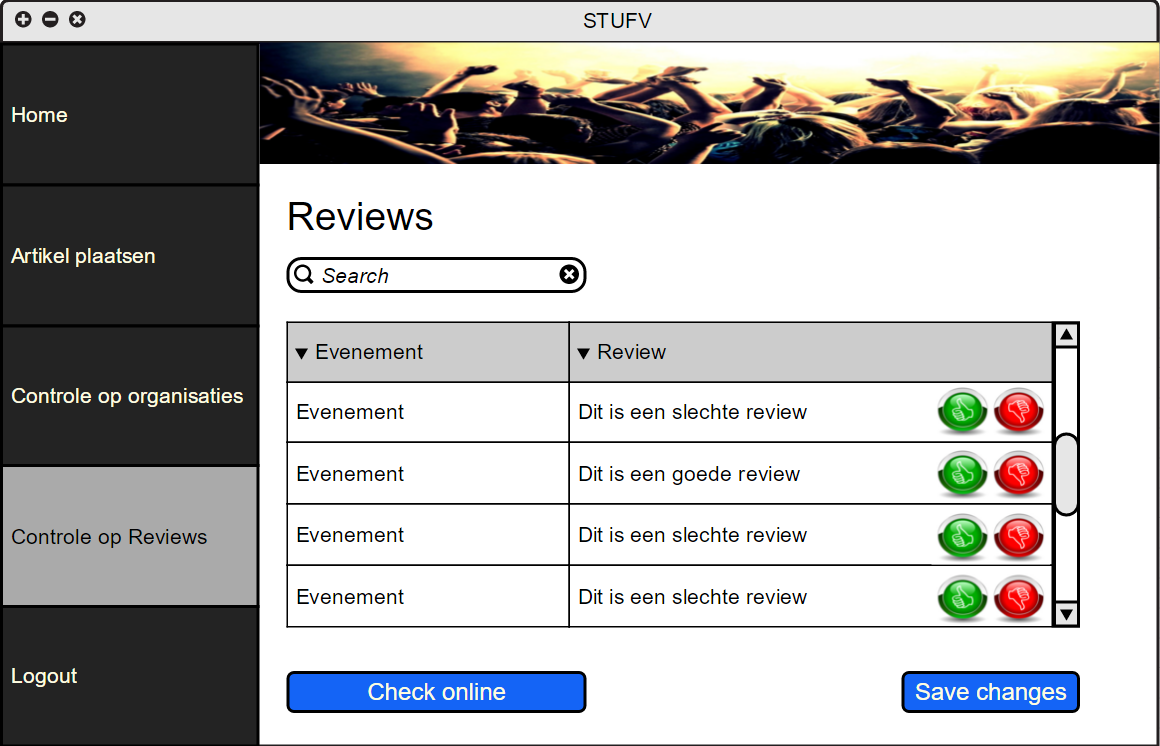 STUFV
Home
Artikel plaatsen
Controle op organisaties
Controle op Reviews
Logout
Reviews
Search
Evenement Review
Evenement Dit is een slechte review
Evenement Dit is een goede review
Evenement Dit is een slechte review
Evenement Dit is een slechte review
Check online Save changes